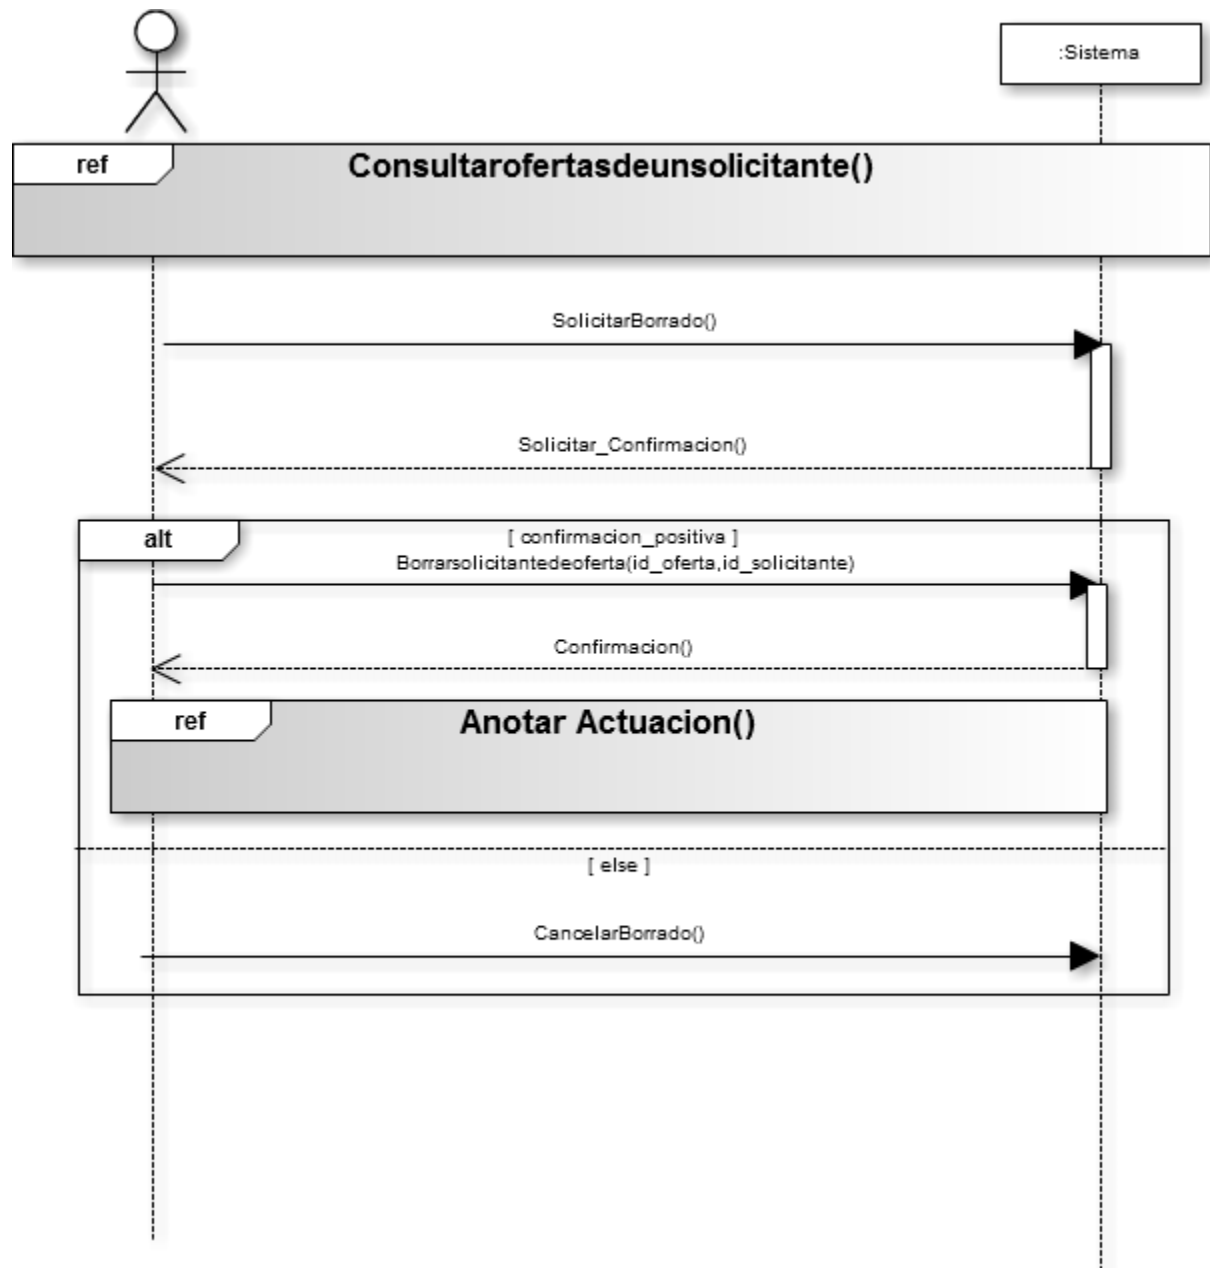 :Sistema
ref
Consultarofertasdeunsolicitante()
SolicitarBorrado()
Solicitar_Confirmacion()
alt
[ confirmacion_positiva ]
Borrarsolicitantedeoferta(id_oferta,id_solicitante)
Confirmacion()
ref
Anotar Actuacion()
[ else ]
CancelarBorrado()